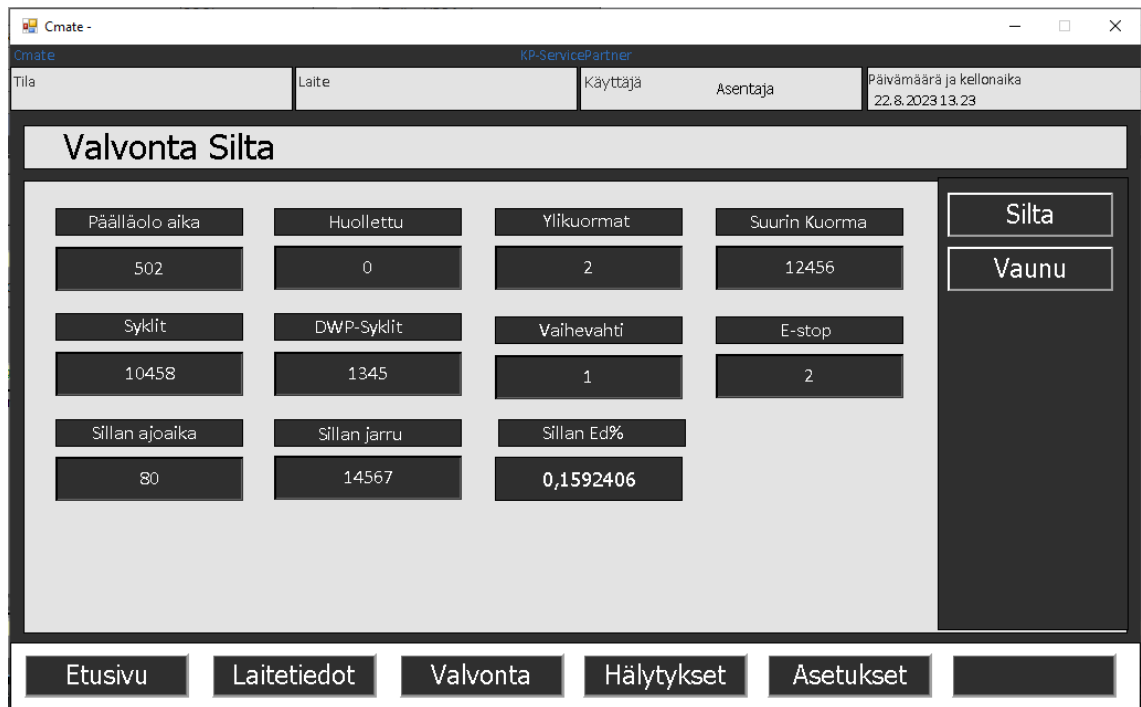 Cmate -
Cmate KP-ServicePartner
Tila Laite Käyttäjä Asentaja Päivämäärä ja kellonaika
22.8.2023 13.23
Valvonta Silta
Päälläolo aika Huollettu Ylikuormat Suurin Kuorma
502 0 2 12456
Syklit DWP-Syklit Vaihevahti E-stop
10458 1345 1 2
Sillan ajoaika Sillan jarru Sillan Ed%
80 14567 0,1592406
Silta
Vaunu
Etusivu Laitetiedot Valvonta Hälytykset Asetukset